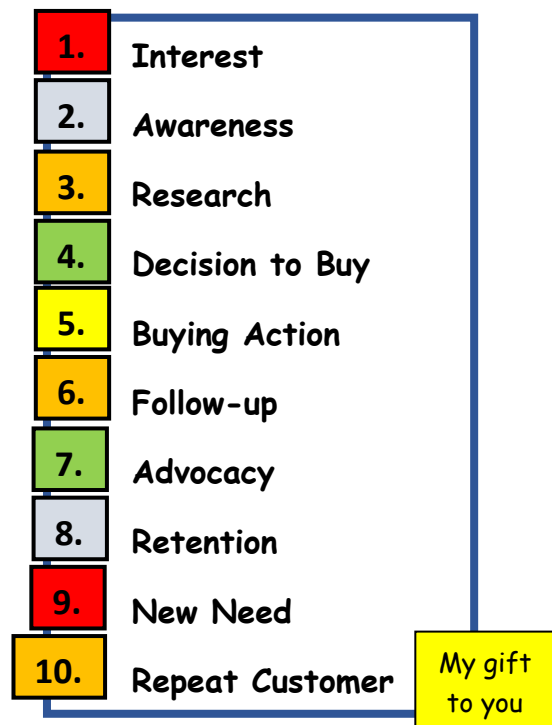 1. Interest
2. Awareness
3. Research
4. Decision to Buy
5. Buying Action
6. Follow-up
7. Advocacy
8. Retention
9. New Need
10. Repeat Customer
My gift
to you